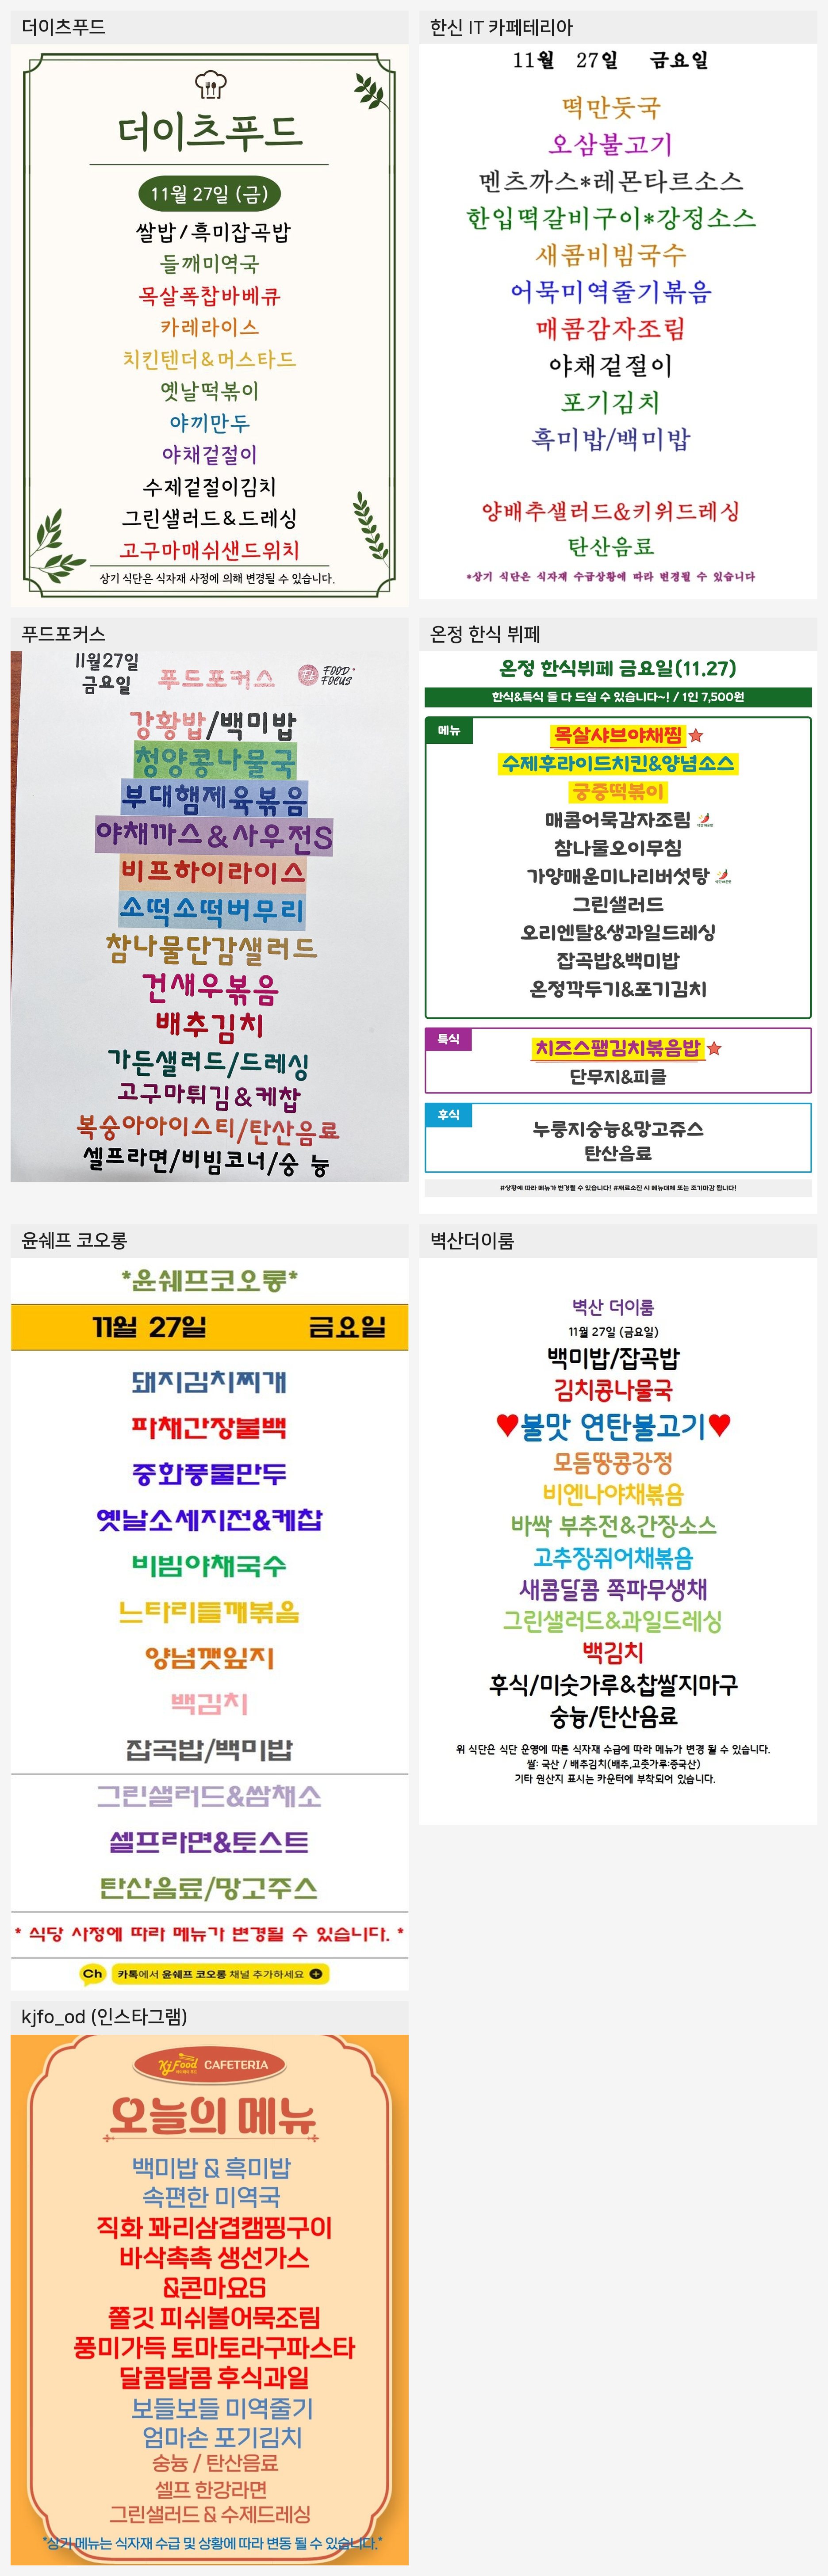 더이츠푸드
더이츠푸드
11월 27일 (금)
쌀밥/흑미잡곡밥
들깨미역국
목살폭찹바베큐
카레라이스
치킨텐더&머스타드
옛날떡볶이
야끼만두
야채겉절이
수제겉절이김치
그린샐러드&드레싱
고구마매쉬샌드위치
상기 식단은 식자재 사정에 의해 변경될 수 있습니다.
한신 IT 카페테리아
11월 27일 금요일
떡만둣국
오삼불고기
멘츠까스*레몬타르소스
한입떡갈비구이*강정소스
새콤비빔국수
어묵미역줄기볶음
매콤감자조림
야채겉절이
포기김치
흑미밥/백미밥
양배추샐러드&키위드레싱
탄산음료
*상기 식단은 식자재 수급상황에 따라 변경될 수 있습니다
푸드포커스
11월27일
금요일
푸드포커스
FOOD FOCUS
강황밥/백미밥
청양콩나물국
부대햄제육볶음
야채까스&사우전S
비프하이라이스
소떡소떡버무리
참나물단감샐러드
건새우볶음
배추김치
가든샐러드/드레싱
고구마튀김&케찹
복숭아아이스티/탄산음료
셀프라면/비빔코너/숭 늉
온정 한식 뷔페
온정 한식뷔페 금요일(11.27)
한식&특식 둘 다 드실 수 있습니다~! / 1인 7,500원
메뉴
목살샤브야채찜
수제후라이드치킨&양념소스
궁중떡볶이
매콤어묵감자조림
참나물오이무침
가양매운미나리버섯탕
그린샐러드
오리엔탈&생과일드레싱
잡곡밥&백미밥
온정깍두기&포기김치
특식
치즈스팸김치볶음밥
단무지&피클
후식
누룽지숭늉&망고쥬스
탄산음료
#상황에 따라 메뉴가 변경될 수 있습니다! #재료소진 시 메뉴대체 또는 조기마감 됩니다!
윤쉐프 코오롱
*윤쉐프코오롱*
11월 27일 금요일
돼지김치찌개
파채간장불백
중화풍물만두
옛날소세지전&케찹
비빔야채국수
느타리들깨볶음
양념깻잎지
백김치
잡곡밥/백미밥
그린샐러드&쌈채소
셀프라면&토스트
탄산음료/망고주스
* 식당 사정에 따라 메뉴가 변경될 수 있습니다. *
Ch 카톡에서 윤쉐프 코오롱 채널 추가하세요
벽산더이룸
벽산 더이룸
11월 27일 (금요일)
백미밥/잡곡밥
김치콩나물국
♥불맛 연탄불고기♥
모듬땅콩강정
비엔나야채볶음
바싹 부추전&간장소스
고추장쥐어채볶음
새콤달콤 쪽파무생채
그린샐러드&과일드레싱
백김치
후식/미숫가루&찹쌀지마구
숭늉/탄산음료
위 식단은 식단 운영에 따른 식자재 수급에 따라 메뉴가 변경 될 수 있습니다.
쌀: 국산 / 배추김치(배추,고춧가루:중국산)
기타 원산지 표시는 카운터에 부착되어 있습니다.
kjfo_od (인스타그램)
Kj Food CAFETERIA
오늘의 메뉴
백미밥 & 흑미밥
속편한 미역국
직화 꽈리삼겹캠핑구이
바삭촉촉 생선가스
&콘마요S
쫄깃 피쉬볼어묵조림
풍미가득 토마토라구파스타
달콤달콤 후식과일
보들보들 미역줄기
엄마손 포기김치
숭늉 / 탄산음료
셀프 한강라면
그린샐러드 & 수제드레싱
*상기 메뉴는 식자재 수급 및 상황에 따라 변동 될 수 있습니다.*